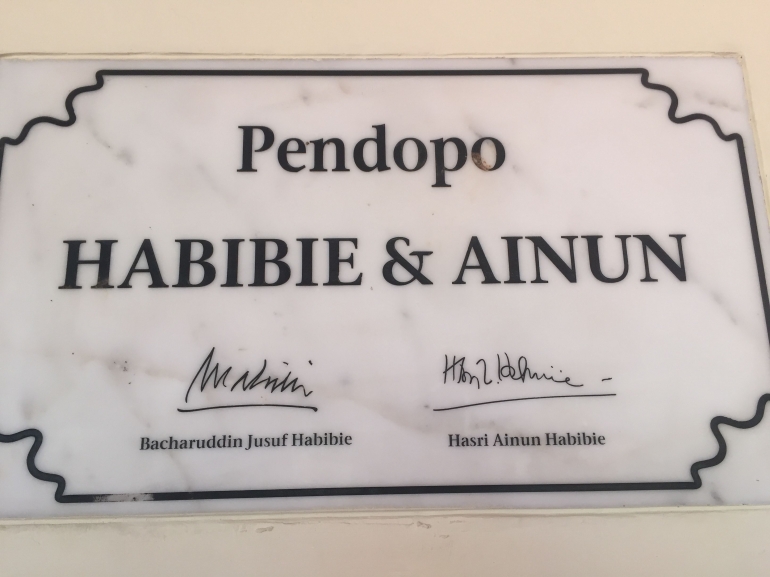 Pendopo
HABIBIE & AINUN
Bacharuddin Jusuf Habibie
Hasri Ainun Habibie